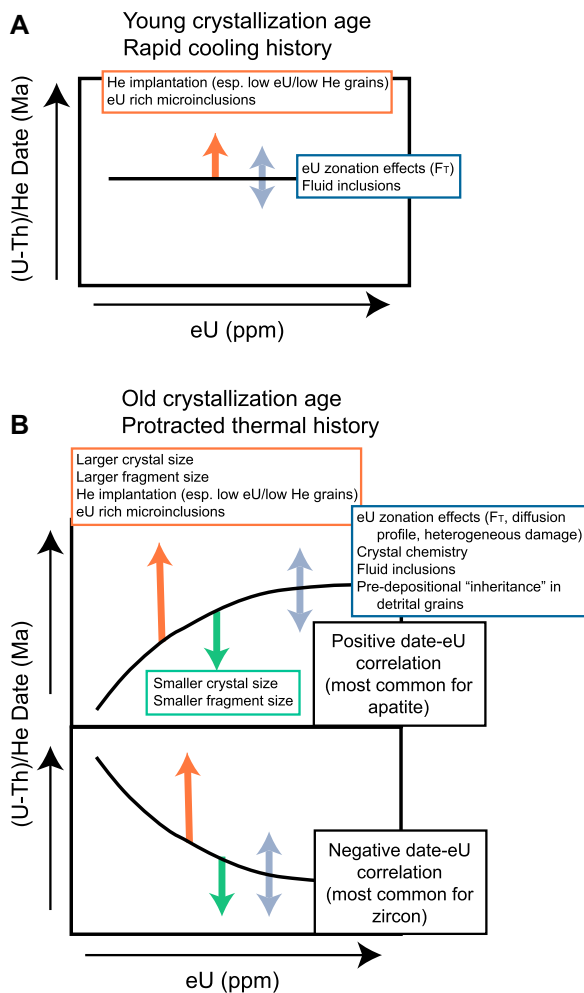 A
Young crystallization age
Rapid cooling history
He implantation (esp. low eU/low He grains)
eU rich microinclusions
eU zonation effects (FT)
Fluid inclusions
(U-Th)/He Date (Ma)
eU (ppm)
B
Old crystallization age
Protracted thermal history
Larger crystal size
Larger fragment size
He implantation (esp. low eU/low He grains)
eU rich microinclusions
eU zonation effects (FT, diffusion
profile, heterogeneous damage)
Crystal chemistry
Fluid inclusions
Pre-depositional “inheritance” in
detrital grains
Smaller crystal size
Smaller fragment size
Positive date-eU
correlation
(most common for
apatite)
(U-Th)/He Date (Ma)
Negative date-eU
correlation
(most common for
zircon)
eU (ppm)